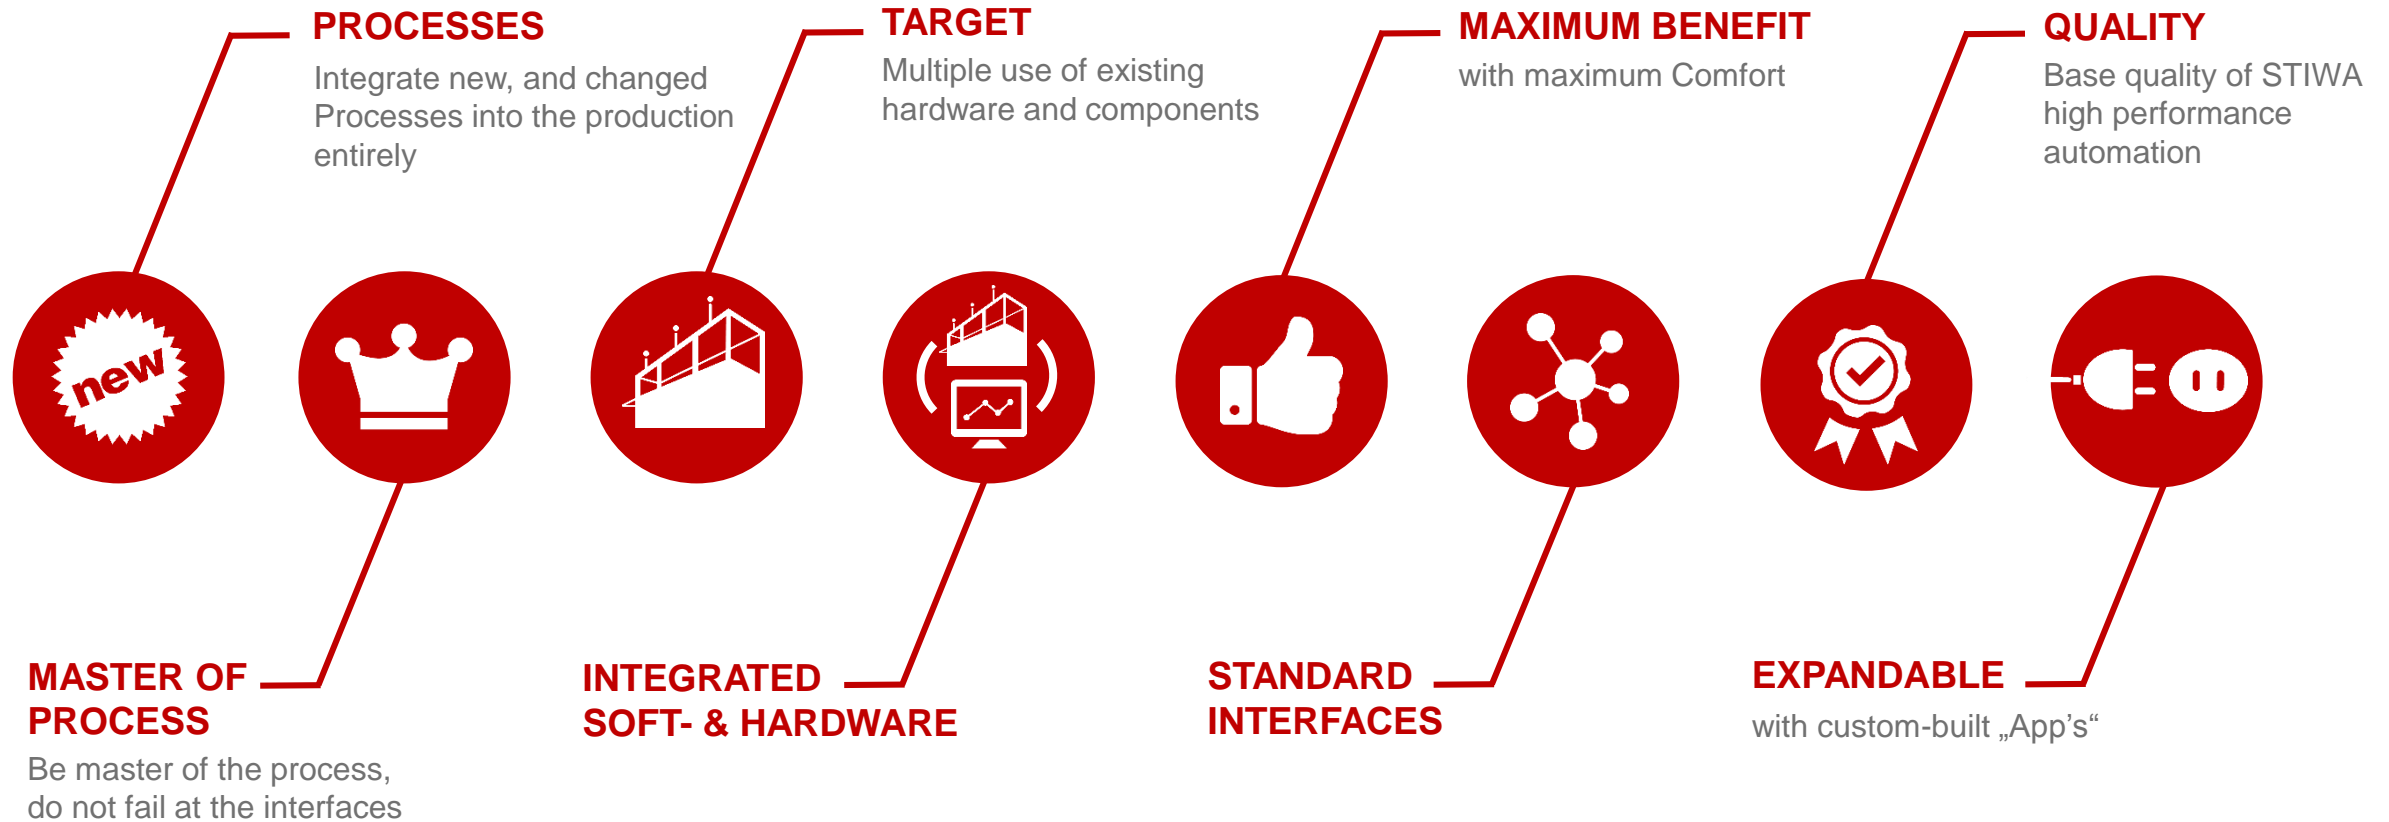 PROCESSES
Integrate new, and changed
Processes into the production
entirely
TARGET
Multiple use of existing
hardware and components
MAXIMUM BENEFIT
with maximum Comfort
QUALITY
Base quality of STIWA
high performance
automation
new
MASTER OF
PROCESS
Be master of the process,
do not fail at the interfaces
INTEGRATED
SOFT- & HARDWARE
STANDARD
INTERFACES
EXPANDABLE
with custom-built „App’s“